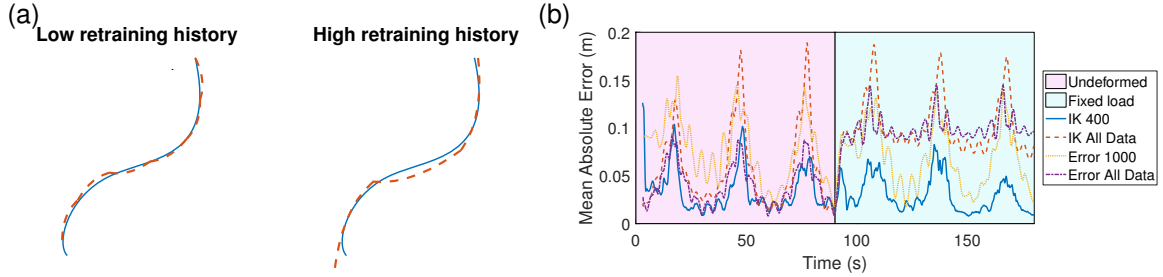 (a)
Low retraining history
High retraining history
(b)
Mean Absolute Error (m)
0.2
0.15
0.1
0.05
0
0
50
100
150
Time (s)
Undeformed
Fixed load
IK 400
IK All Data
Error 1000
Error All Data